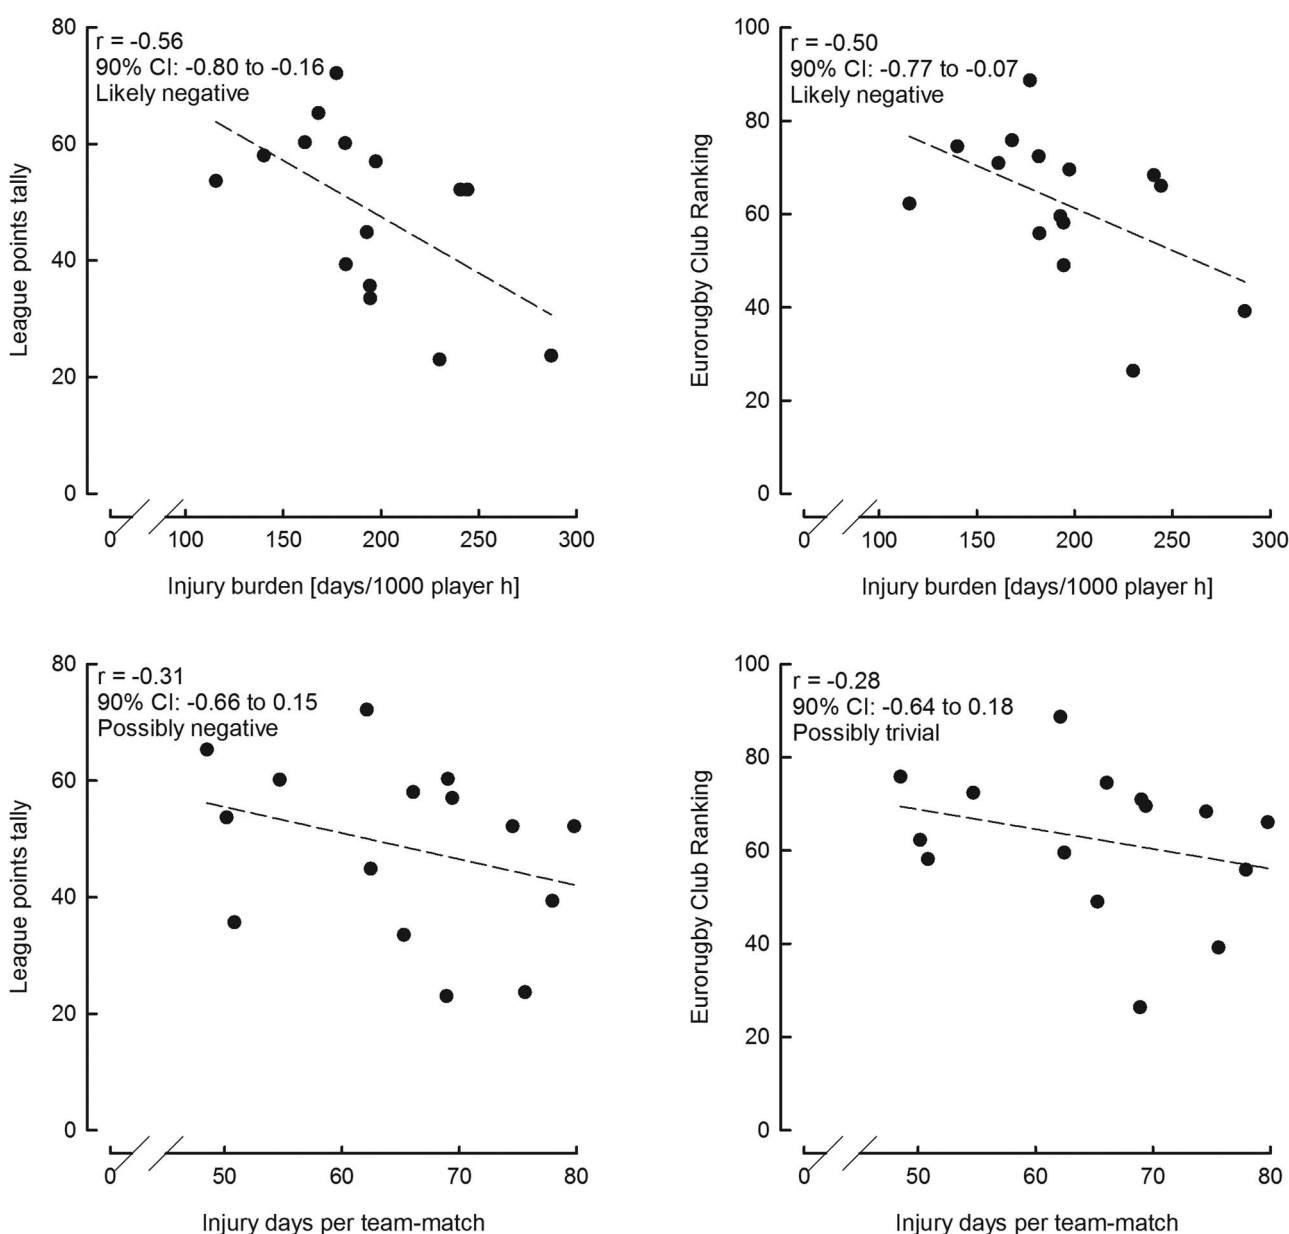 80
r = -0.56
90% CI: -0.80 to -0.16
Likely negative
60
40
20
0
League points tally
0 100 150 200 250 300
Injury burden [days/1000 player h]
100
r = -0.50
90% CI: -0.77 to -0.07
Likely negative
80
60
40
20
0
Eurorugby Club Ranking
0 100 150 200 250 300
Injury burden [days/1000 player h]
80
r = -0.31
90% CI: -0.66 to 0.15
Possibly negative
60
40
20
0
League points tally
0 50 60 70 80
Injury days per team-match
100
r = -0.28
90% CI: -0.64 to 0.18
Possibly trivial
80
60
40
20
0
Eurorugby Club Ranking
0 50 60 70 80
Injury days per team-match